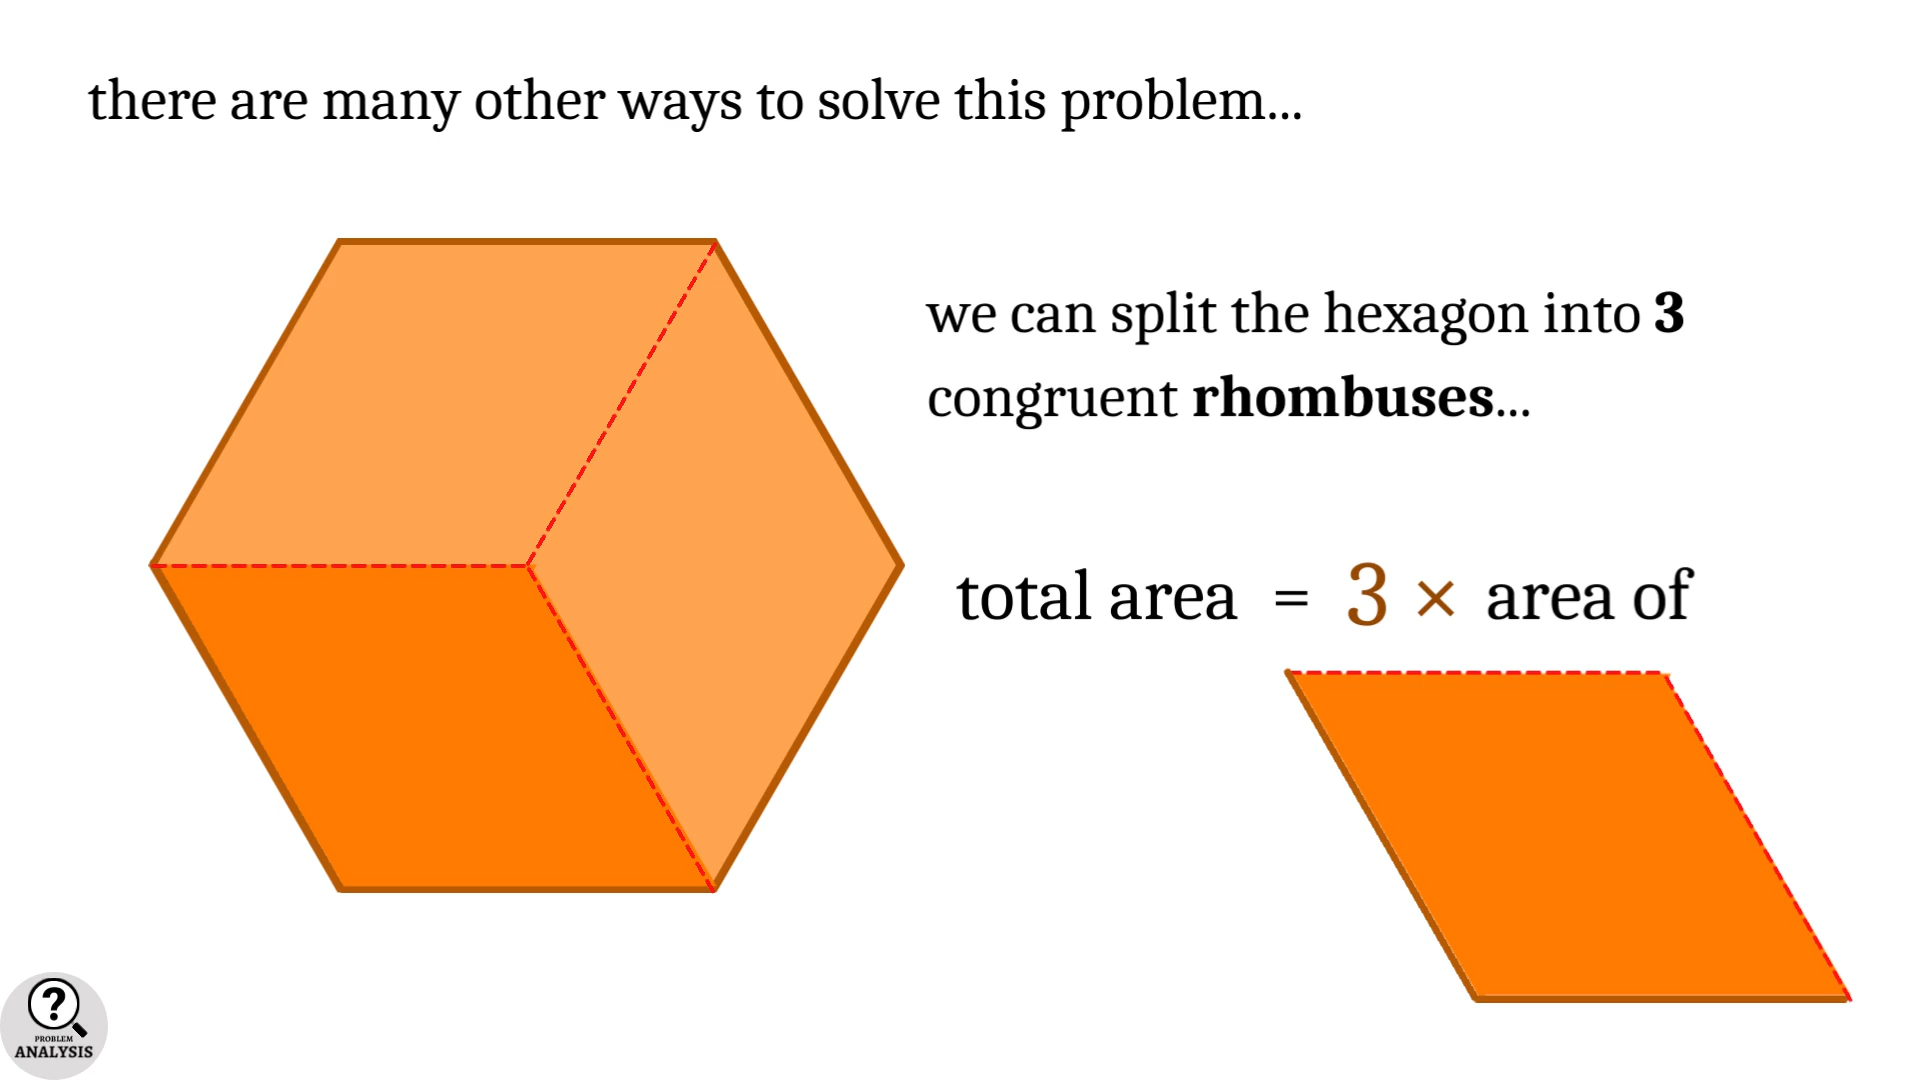 there are many other ways to solve this problem...
we can split the hexagon into 3
congruent rhombuses...
total area = 3 × area of
?
PROBLEM
ANALYSIS